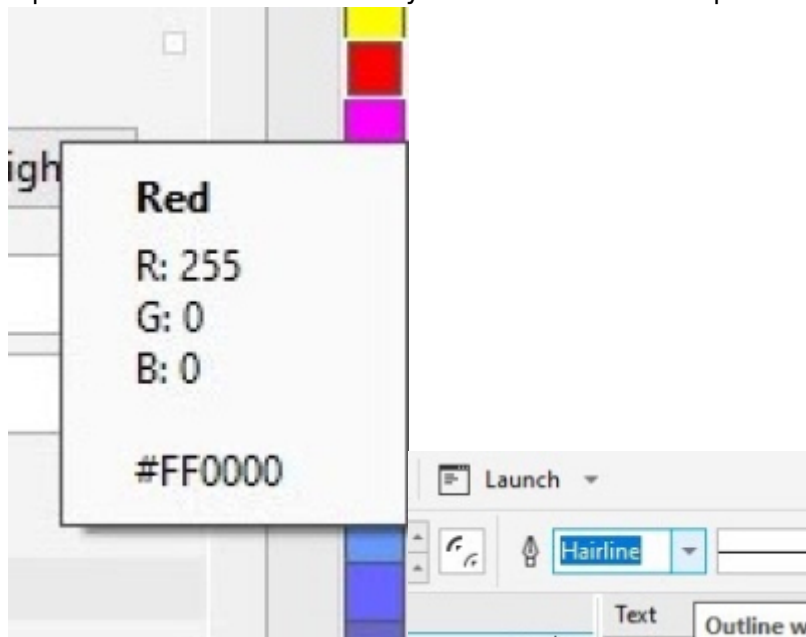 igh
Red
R: 255
G: 0
B: 0
#FF0000
Launch
Hairline
Text
Outline w